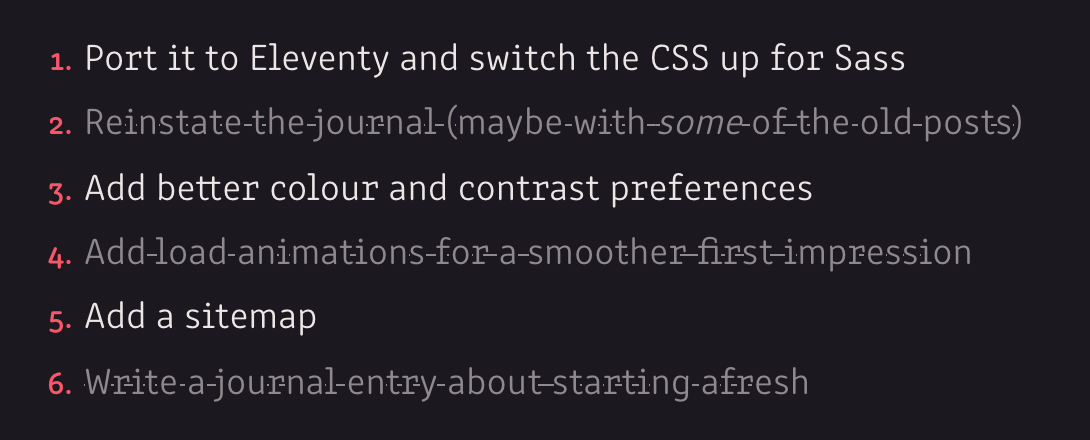 1. Port it to Eleventy and switch the CSS up for Sass
2. Reinstate the journal (maybe with some of the old posts)
3. Add better colour and contrast preferences
4. Add load animations for a smoother first impression
5. Add a sitemap
6. Write a journal entry about starting afresh